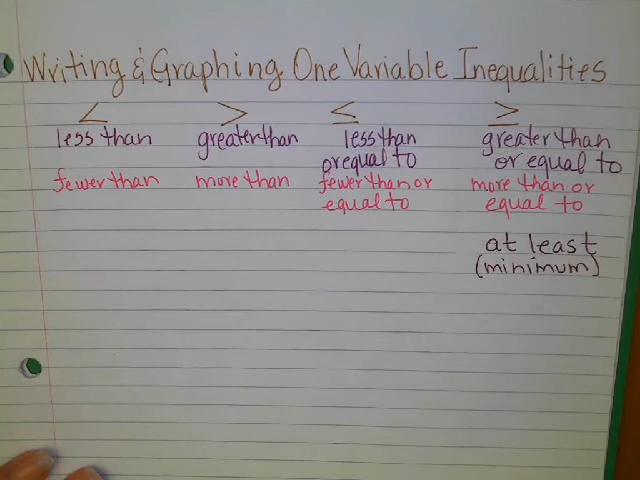 Writing & Graphing One Variable Inequalities
< > ≤ ≥
less than greater than less than greater than
or equal to or equal to
fewer than more than fewer than or more than or
equal to equal to
at least
(minimum)